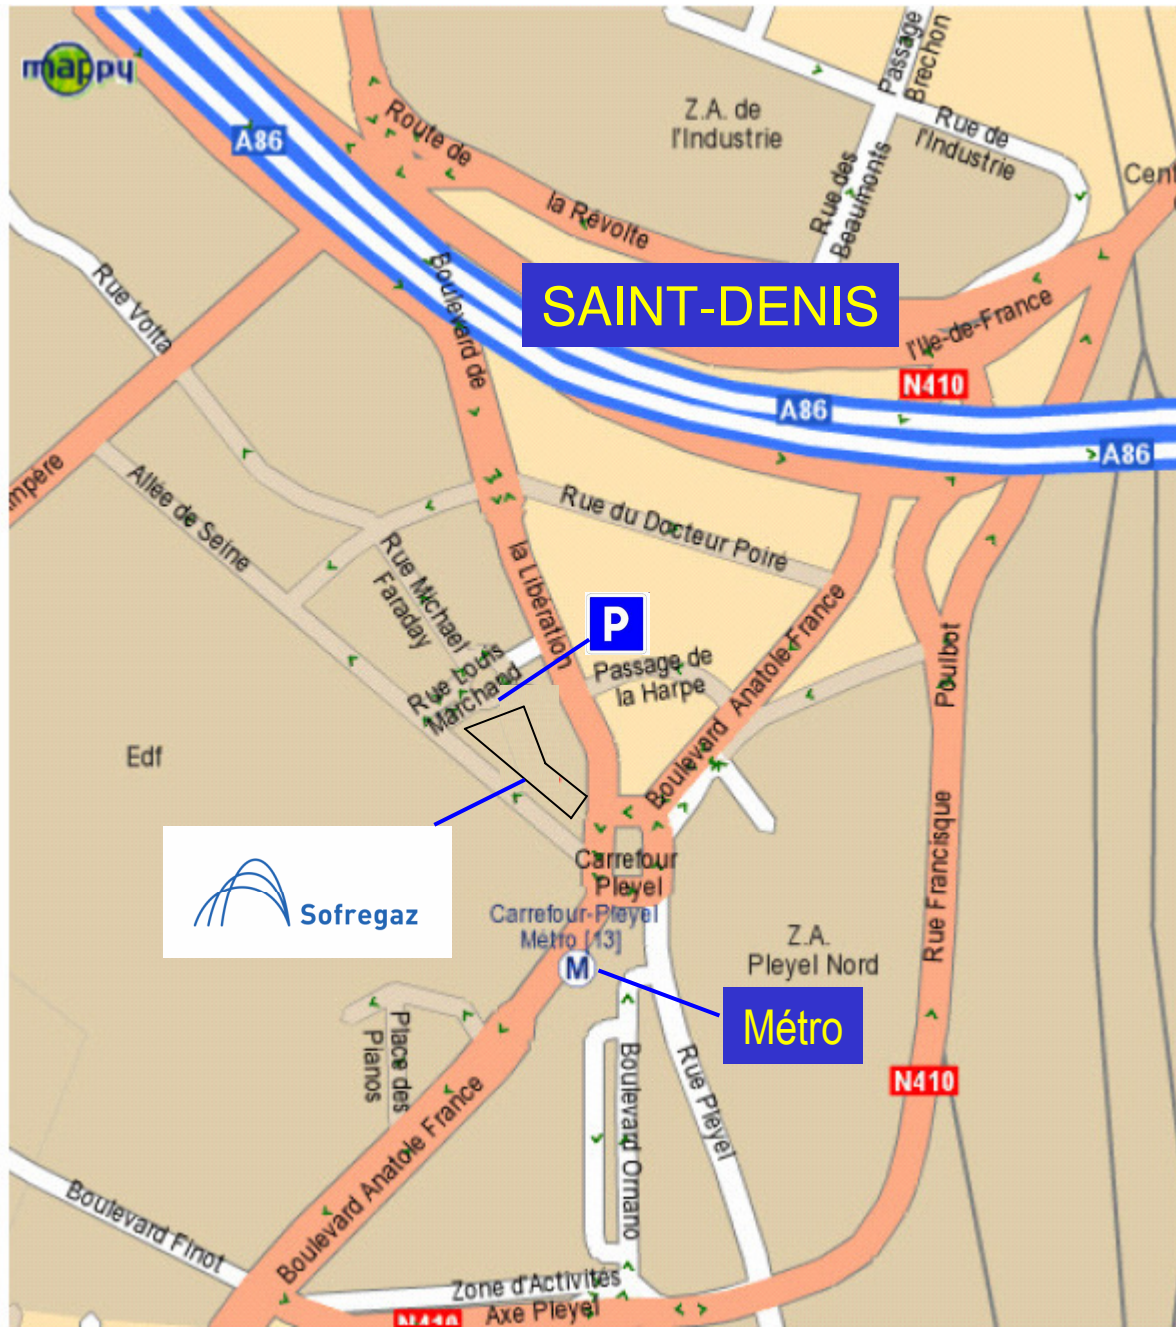 mappy
A86
Route de
la Révolte
Z.A. de
l'Industrie
Passage
Brechon
Rue de
l'Industrie
Rue des
Beaumonts
Cent
SAINT-DENIS
l'Ile-de-France
N410
A86
A86
Rue Volta
Boulevard de
la Libération
mpère
Allée de Seine
Rue du Docteur Poiré
Rue Michael
Faraday
P
Rue Louis
Marchand
Passage de
la Harpe
Boulevard Anatole France
Poulbot
Rue Francisque
Edf
Sofregaz
Carrefour
Pleyel
Carrefour-Pleyel
Métro [13]
M
Z.A.
Pleyel Nord
Métro
Place des
Pianos
Boulevard Ornano
Rue Pleyel
N410
Boulevard Anatole France
Boulevard Finot
Zone d'Activités
Axe Pleyel
N410